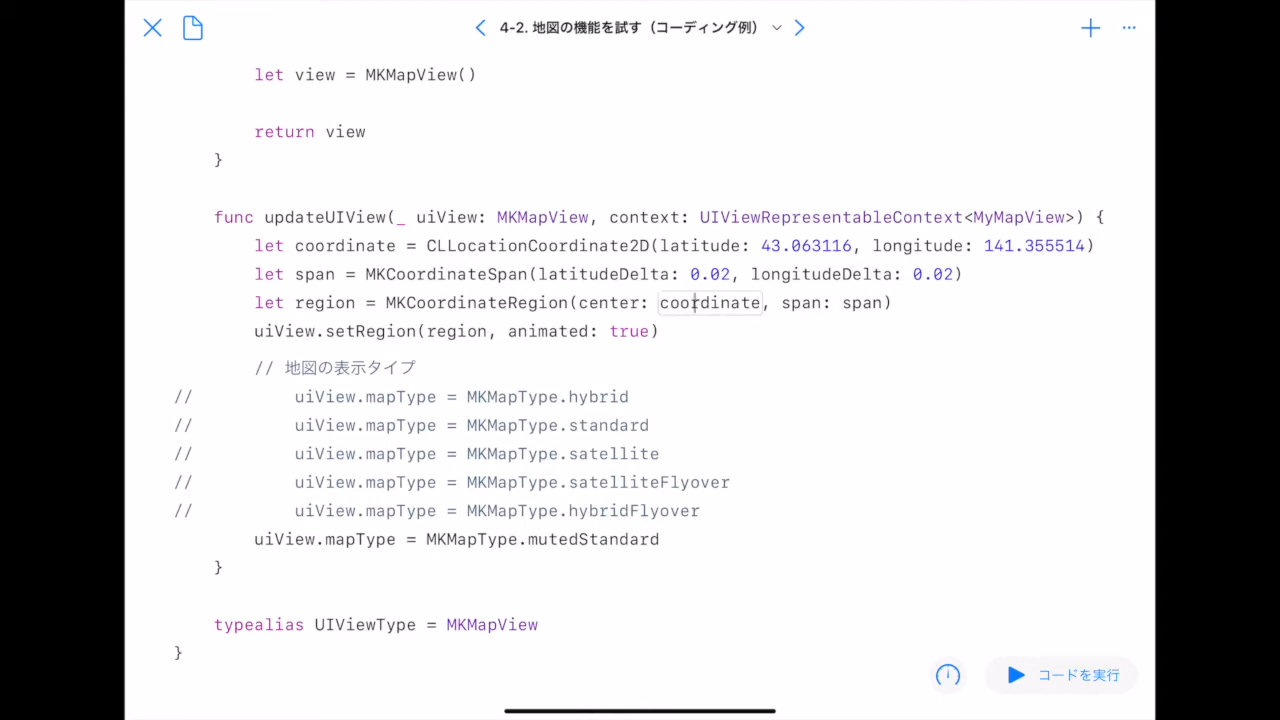 4-2. 地図の機能を試す（コーディング例）
let view = MKMapView()
return view
}
func updateUIView(_ uiView: MKMapView, context: UIViewRepresentableContext<MyMapView>) {
let coordinate = CLLocationCoordinate2D(latitude: 43.063116, longitude: 141.355514)
let span = MKCoordinateSpan(latitudeDelta: 0.02, longitudeDelta: 0.02)
let region = MKCoordinateRegion(center: coordinate, span: span)
uiView.setRegion(region, animated: true)
// 地図の表示タイプ
// uiView.mapType = MKMapType.hybrid
// uiView.mapType = MKMapType.standard
// uiView.mapType = MKMapType.satellite
// uiView.mapType = MKMapType.satelliteFlyover
// uiView.mapType = MKMapType.hybridFlyover
uiView.mapType = MKMapType.mutedStandard
}
typealias UIViewType = MKMapView
}
コードを実行